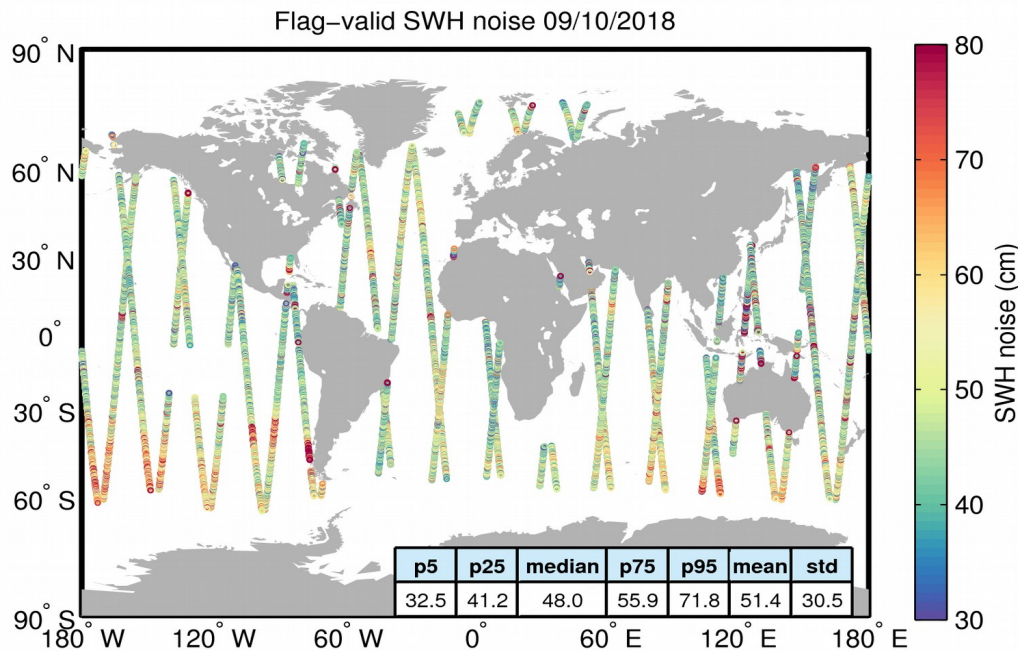 Flag−valid SWH noise 09/10/2018
90° N
60° N
30° N
0°
30° S
60° S
90° S
180° W
120° W
60° W
0°
60° E
120° E
180° E
p5 p25 median p75 p95 mean std
32.5 41.2 48.0 55.9 71.8 51.4 30.5
80
70
60
50
40
30
SWH noise (cm)